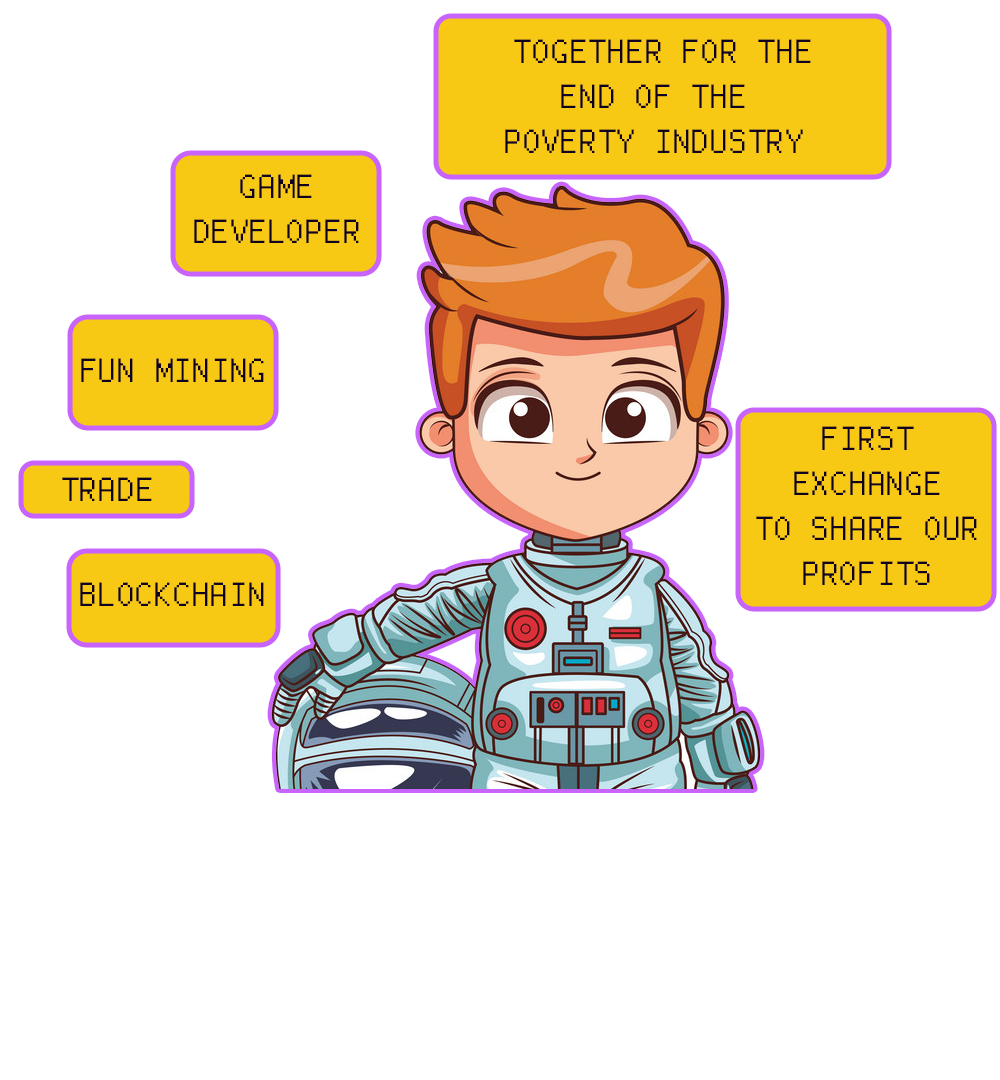 TOGETHER FOR THE
END OF THE
POVERTY INDUSTRY
GAME
DEVELOPER
FUN MINING
TRADE
BLOCKCHAIN
FIRST
EXCHANGE
TO SHARE OUR
PROFITS